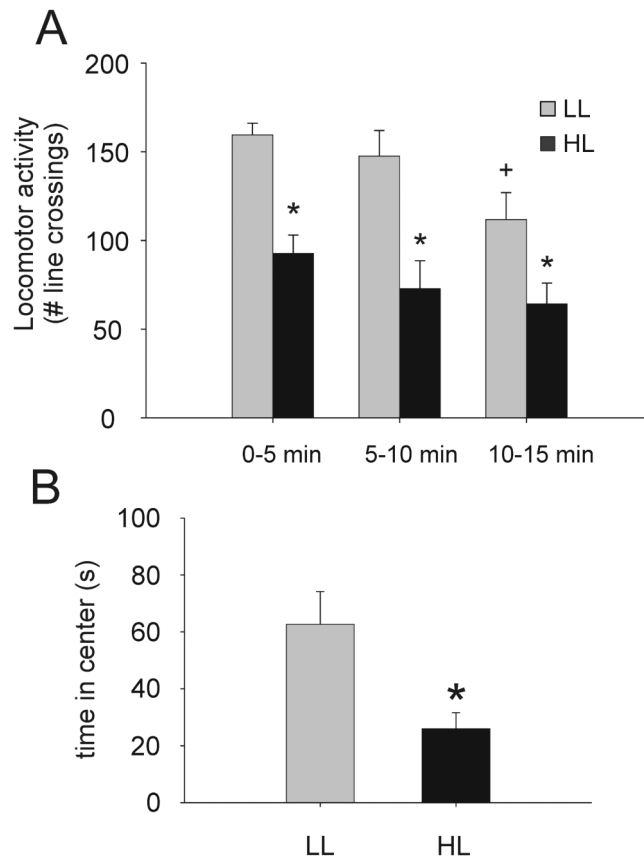 A
Locomotor activity
(# line crossings)
200
150
100
50
0
LL
HL
*
*
+
*
0-5 min 5-10 min 10-15 min
B
time in center (s)
100
80
60
40
20
0
*
LL HL